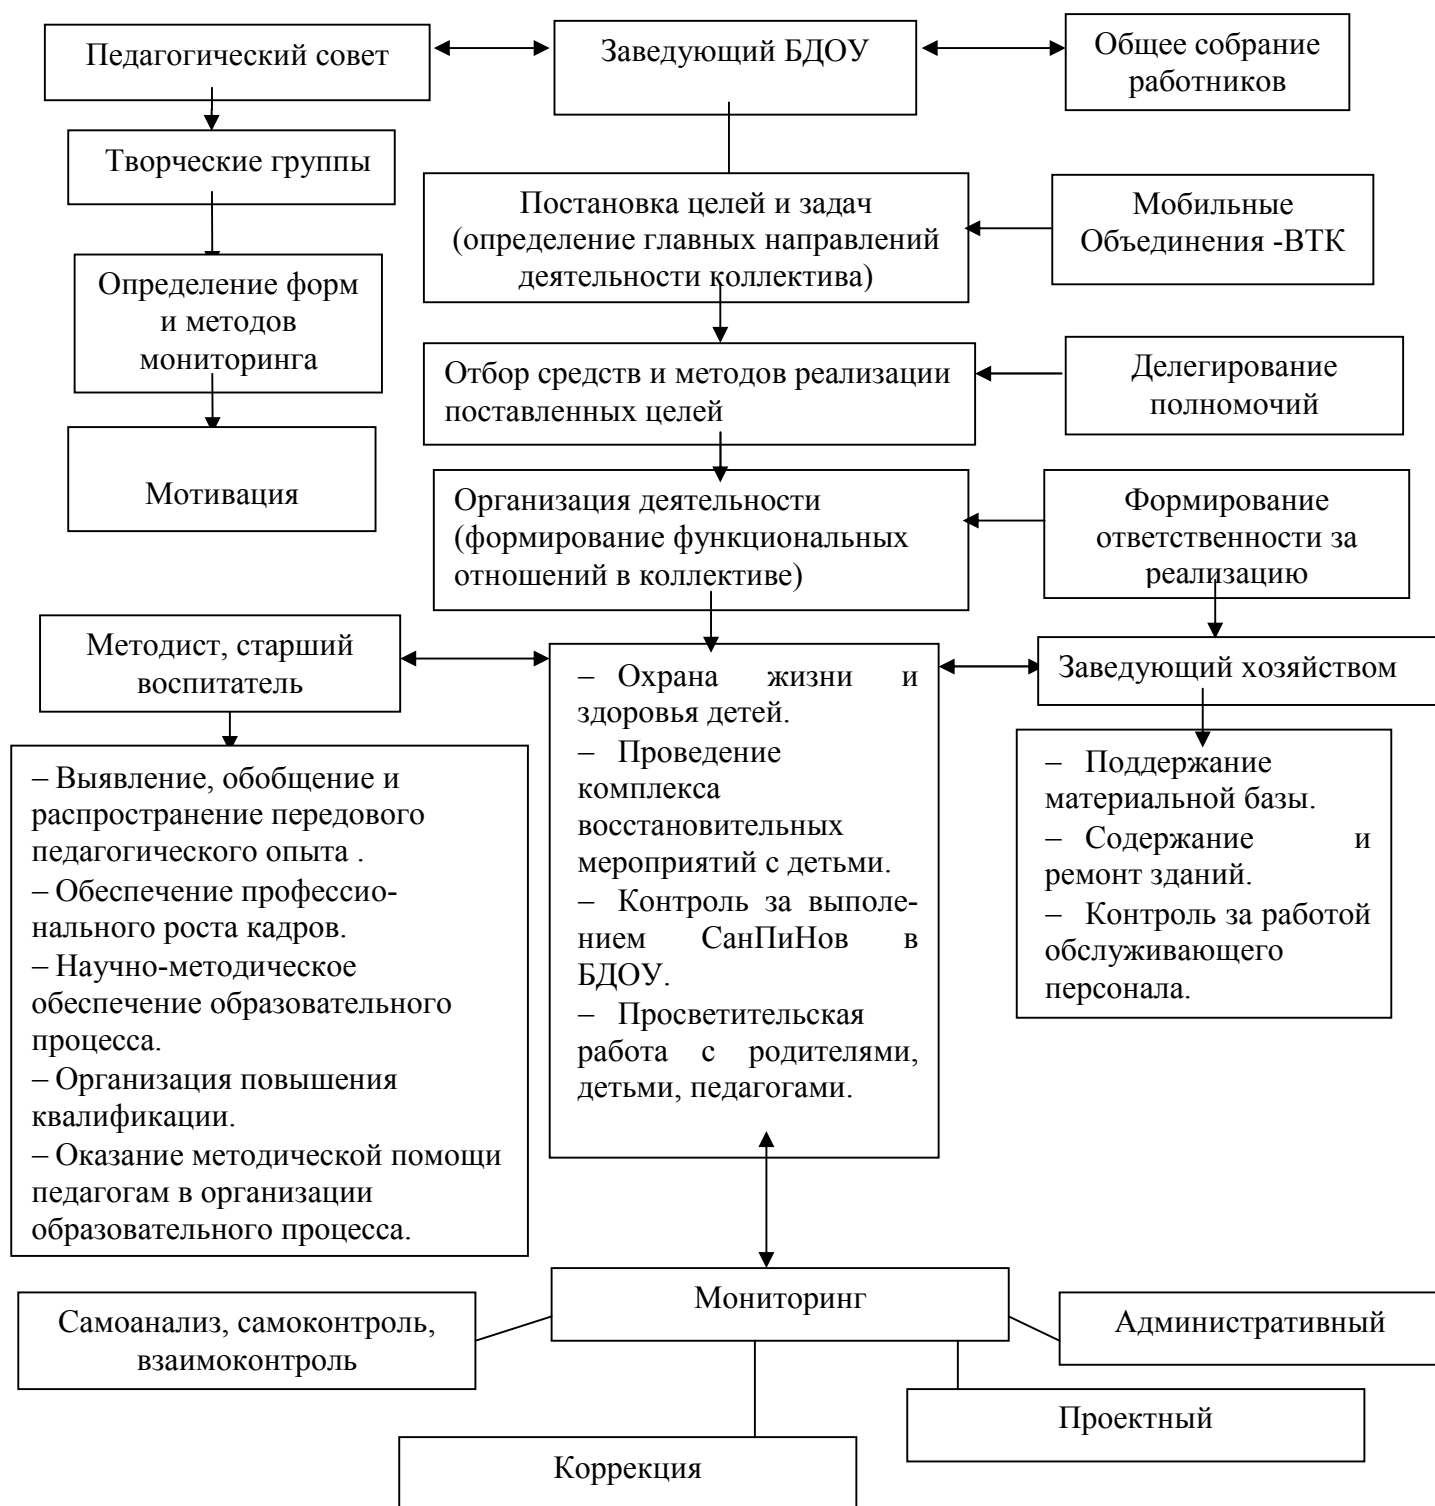 Педагогический совет
Заведующий БДОУ
Общее собрание
работников
Творческие группы
Постановка целей и задач
(определение главных направлений
деятельности коллектива)
Мобильные
Объединения -ВТК
Определение форм
и методов
мониторинга
Отбор средств и методов реализации
поставленных целей
Делегирование
полномочий
Мотивация
Организация деятельности
(формирование функциональных
отношений в коллективе)
Формирование
ответственности за
реализацию
Методист, старший
воспитатель
– Охрана жизни и
здоровья детей.
– Проведение
комплекса
восстановительных
мероприятий с детьми.
– Контроль за выполе-
нием СанПиНов в
БДОУ.
– Просветительская
работа с родителями,
детьми, педагогами.
Заведующий хозяйством
– Выявление, обобщение и
распространение передового
педагогического опыта .
– Обеспечение профессио-
нального роста кадров.
– Научно-методическое
обеспечение образовательного
процесса.
– Организация повышения
квалификации.
– Оказание методической помощи
педагогам в организации
образовательного процесса.
– Поддержание
материальной базы.
– Содержание и
ремонт зданий.
– Контроль за работой
обслуживающего
персонала.
Мониторинг
Самоанализ, самоконтроль,
взаимоконтроль
Административный
Проектный
Коррекция